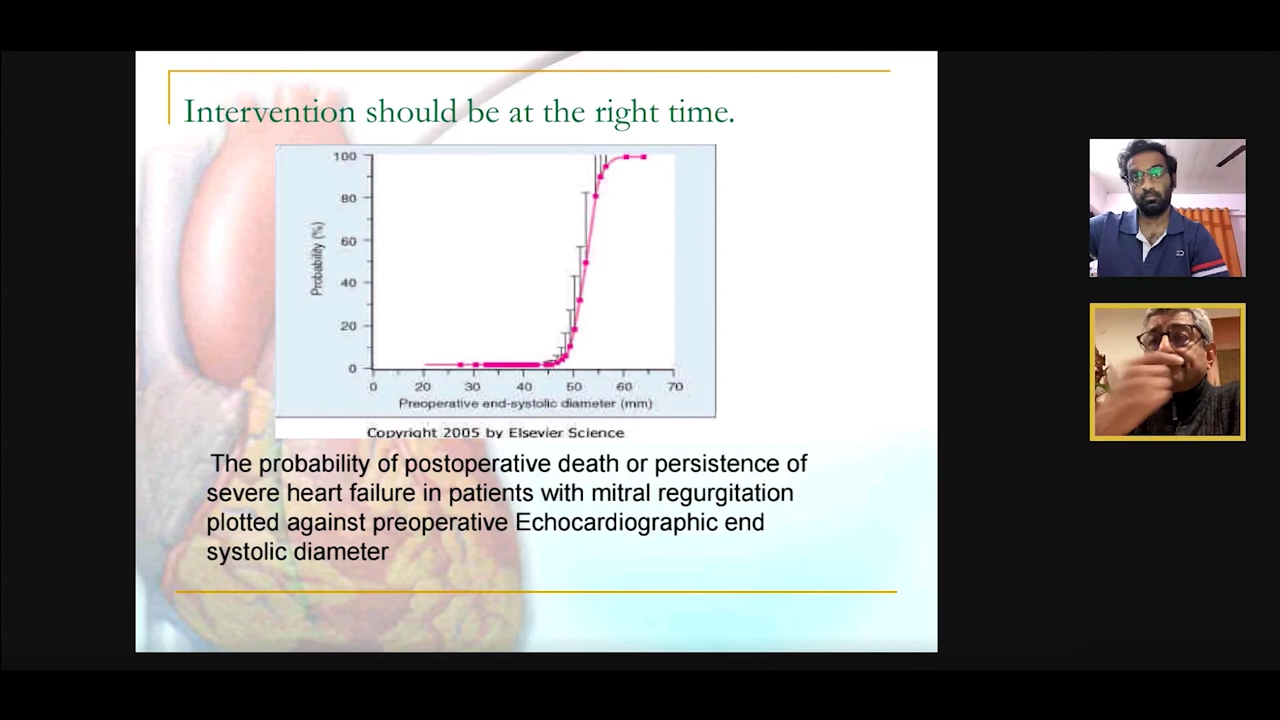 Intervention should be at the right time.
100
80
60
40
20
0
Probability (%)
0 20 30 40 50 60 70
Preoperative end-systolic diameter (mm)
Copyright 2005 by Elsevier Science
The probability of postoperative death or persistence of
severe heart failure in patients with mitral regurgitation
plotted against preoperative Echocardiographic end
systolic diameter